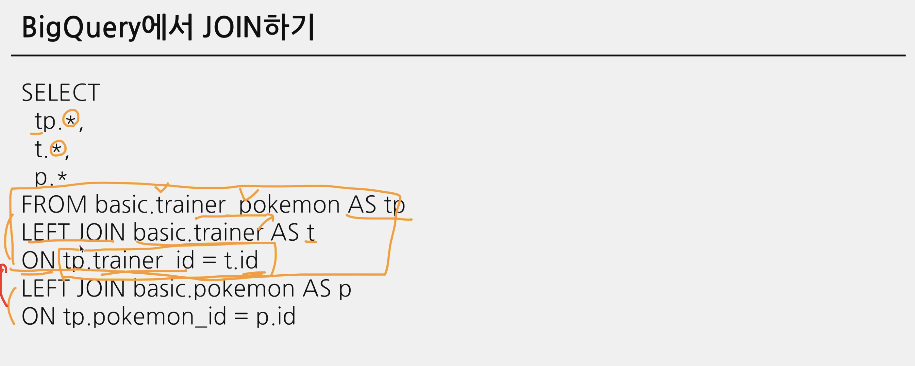 BigQuery에서 JOIN하기
SELECT
tp.*,
t.*,
p.*
FROM basic.trainer_pokemon AS tp
LEFT JOIN basic.trainer AS t
ON tp.trainer_id = t.id
LEFT JOIN basic.pokemon AS p
ON tp.pokemon_id = p.id